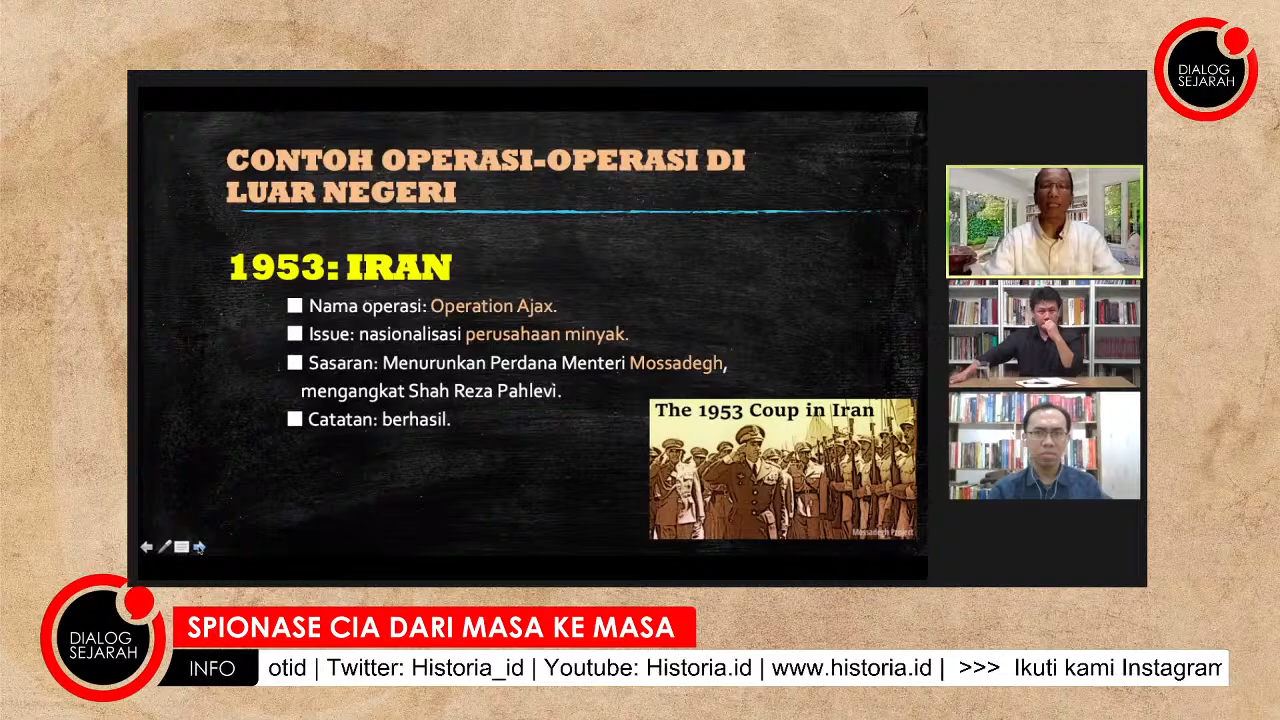 DIALOG
SEJARAH
CONTOH OPERASI-OPERASI DI
LUAR NEGERI
1953: IRAN
Nama operasi: Operation Ajax.
Issue: nasionalisasi perusahaan minyak.
Sasaran: Menurunkan Perdana Menteri Mossadegh,
mengangkat Shah Reza Pahlevi.
Catatan: berhasil.
The 1953 Coup in Iran
Mossadegh Project
DIALOG
SEJARAH
SPIONASE CIA DARI MASA KE MASA
INFO
otid | Twitter: Historia_id | Youtube: Historia.id | www.historia.id | >>> Ikuti kami Instagram